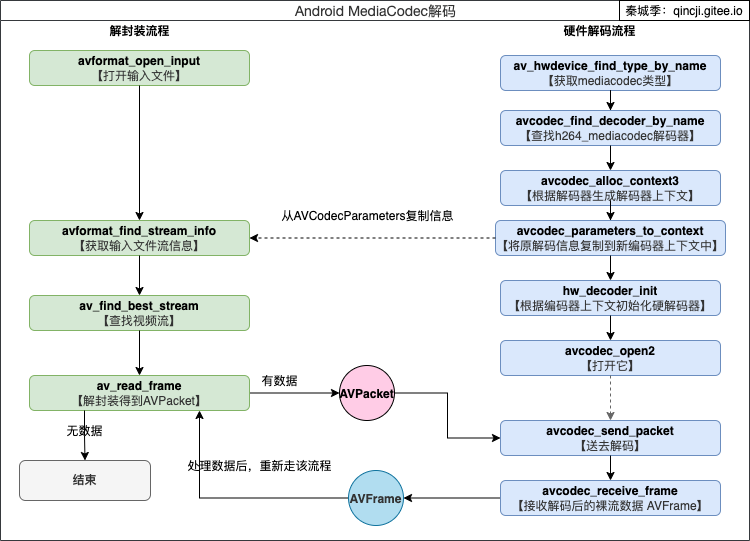 Android MediaCodec解码
秦城季：qincji.gitee.io
解封装流程
硬件解码流程
avformat_open_input
【打开输入文件】
avformat_find_stream_info
【获取输入文件流信息】
av_find_best_stream
【查找视频流】
av_read_frame
【解封装得到AVPacket】
有数据
无数据
结束
AVPacket
处理数据后，重新走该流程
AVFrame
从AVCodecParameters复制信息
av_hwdevice_find_type_by_name
【获取mediacodec类型】
avcodec_find_decoder_by_name
【查找h264_mediacodec解码器】
avcodec_alloc_context3
【根据解码器生成解码器上下文】
avcodec_parameters_to_context
【将原解码信息复制到新编码器上下文中】
hw_decoder_init
【根据编码器上下文初始化硬解码器】
avcodec_open2
【打开它】
avcodec_send_packet
【送去解码】
avcodec_receive_frame
【接收解码后的裸流数据 AVFrame】